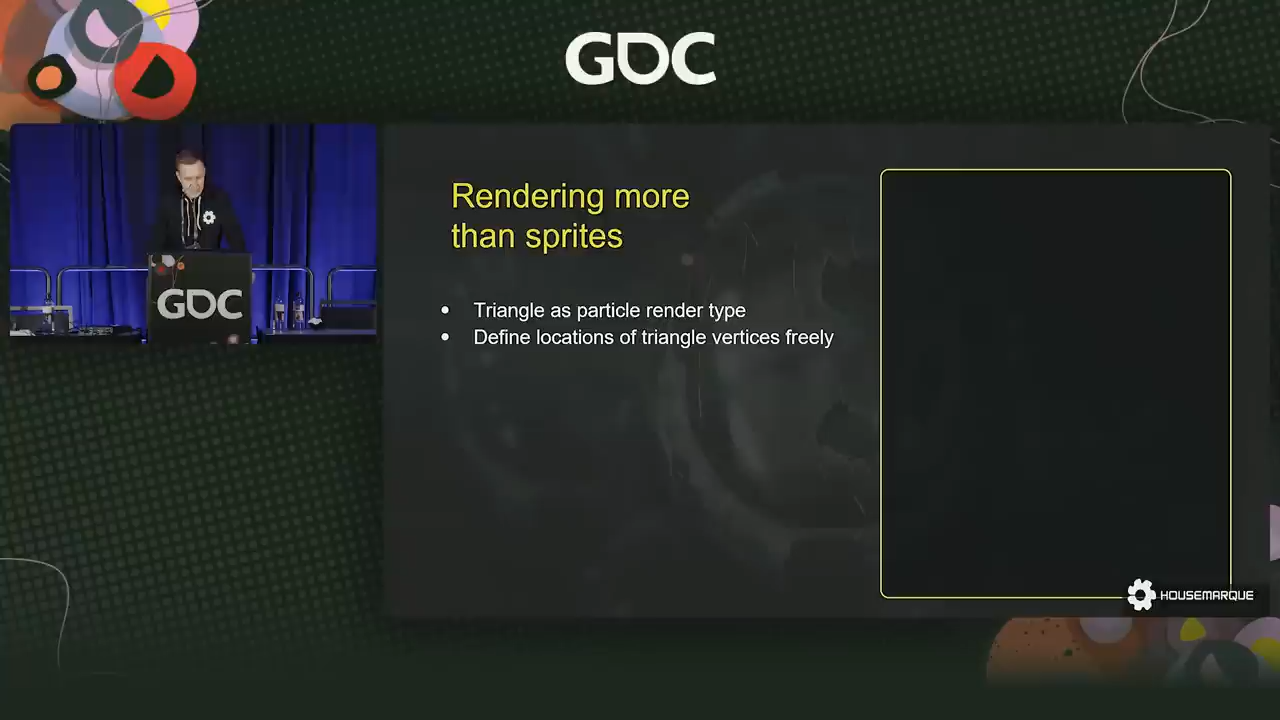 GDC
GDC
Rendering more
than sprites
• Triangle as particle render type
• Define locations of triangle vertices freely
HOUSEMARQUE